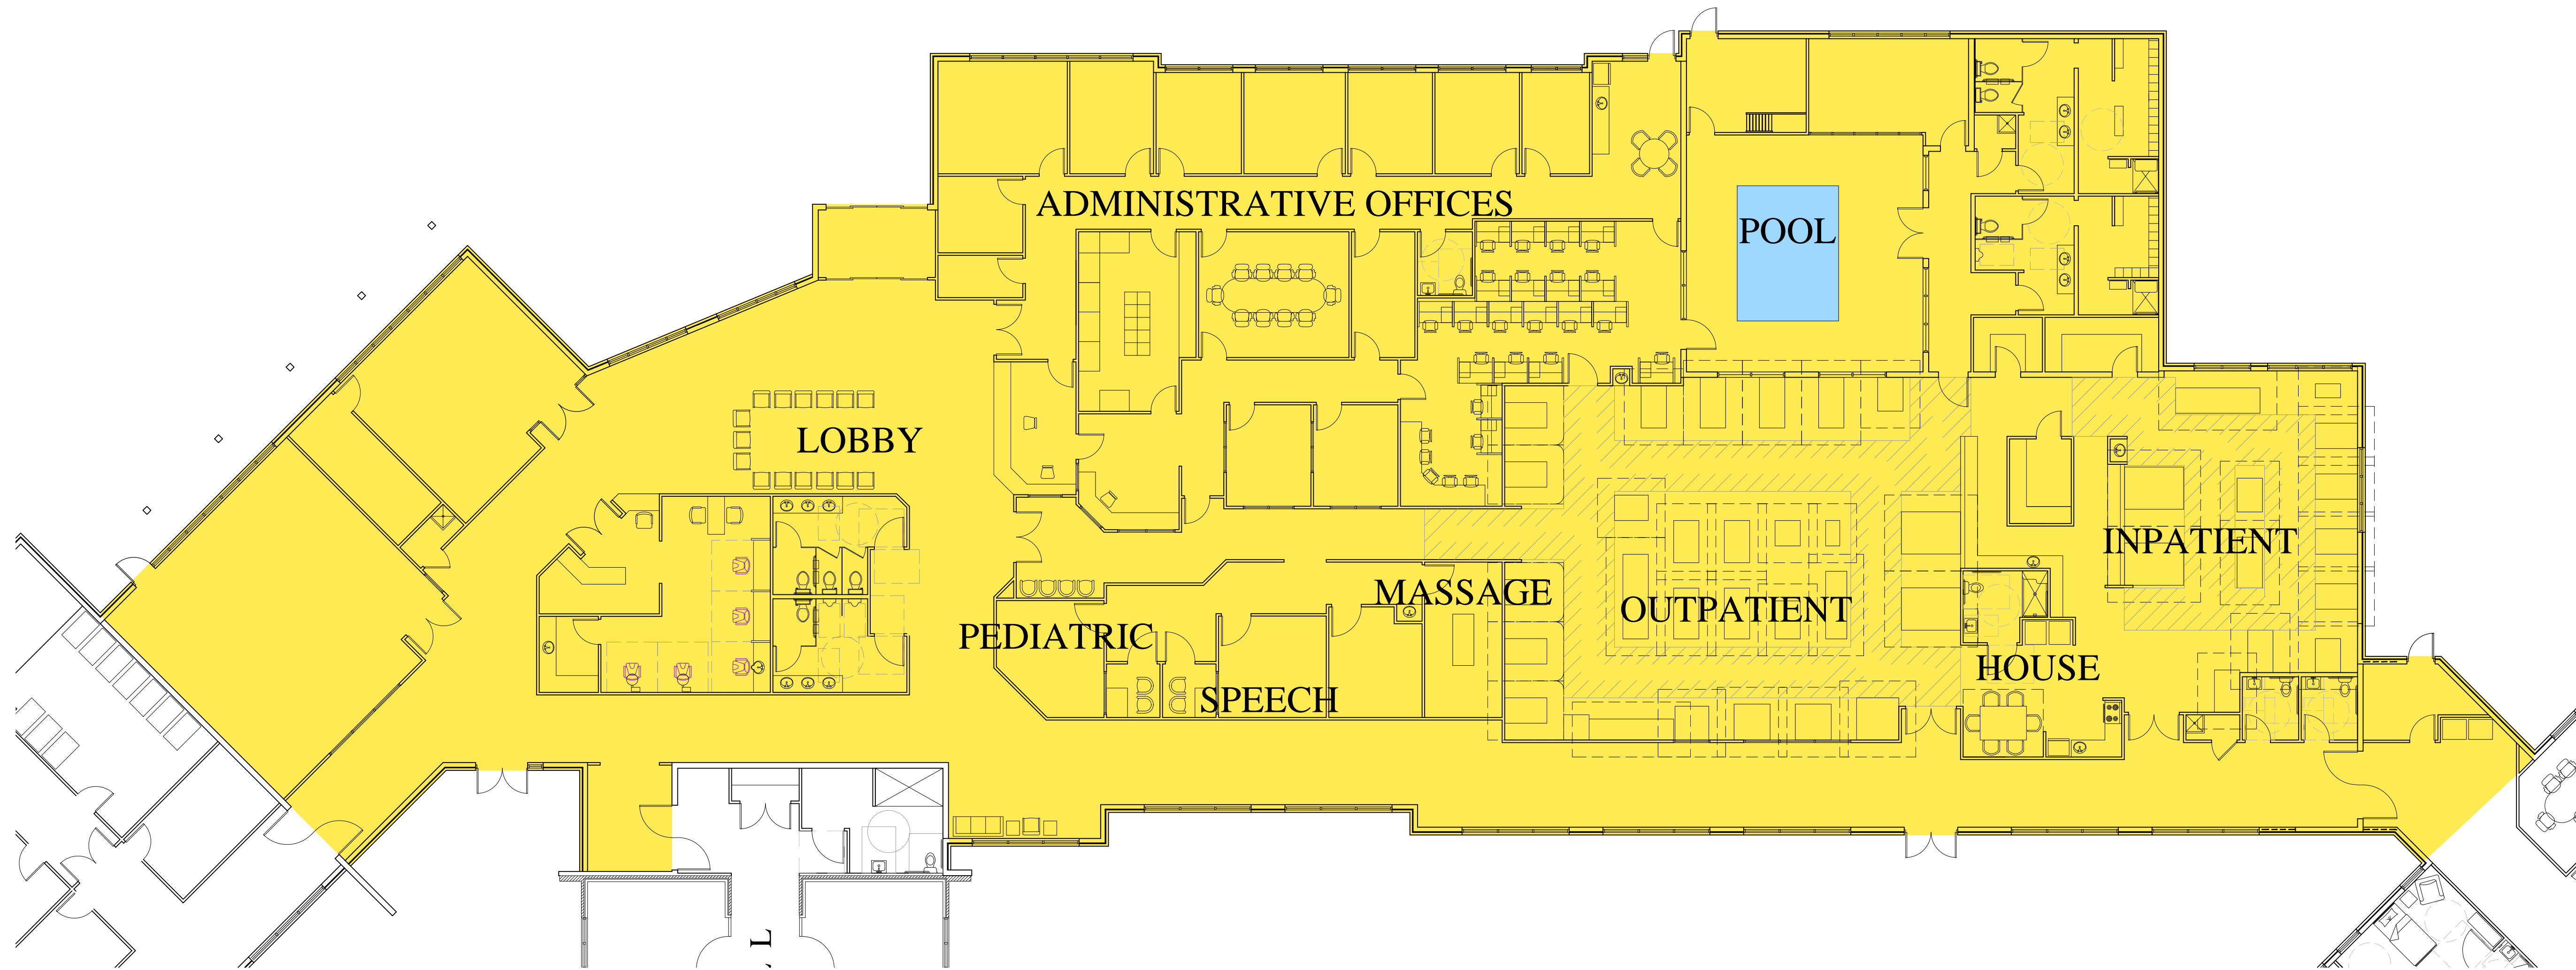 ADMINISTRATIVE OFFICES
POOL
LOBBY
INPATIENT
MASSAGE
OUTPATIENT
PEDIATRIC
HOUSE
SPEECH